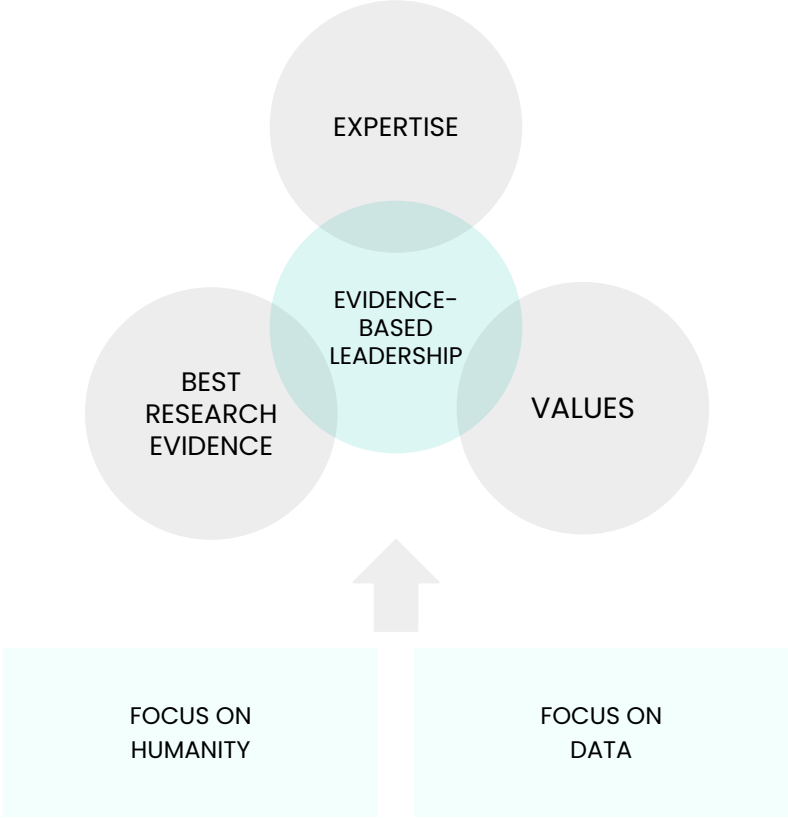 EXPERTISE
EVIDENCE-
BASED
LEADERSHIP
BEST
RESEARCH
EVIDENCE
VALUES
FOCUS ON
HUMANITY
FOCUS ON
DATA